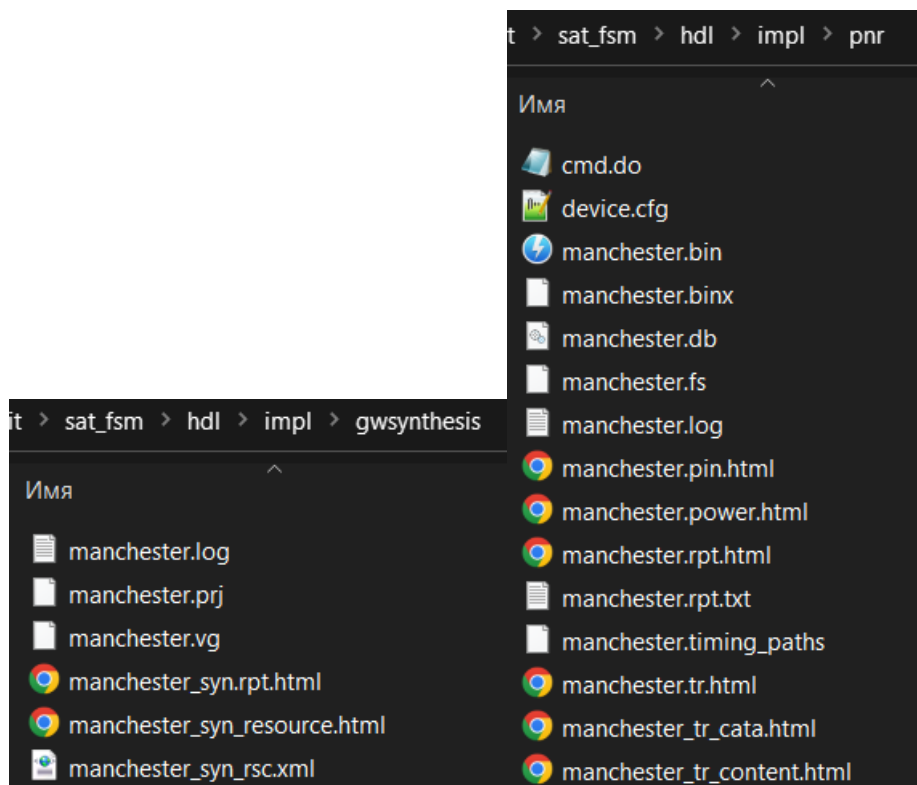 t > sat_fsm > hdl > impl > pnr
Имя
cmd.do
device.cfg
manchester.bin
manchester.binx
manchester.db
manchester.fs
manchester.log
manchester.pin.html
manchester.power.html
manchester.rpt.html
manchester.rpt.txt
manchester.timing_paths
manchester.tr.html
manchester_tr_cata.html
manchester_tr_content.html
it > sat_fsm > hdl > impl > gwsynthesis
Имя
manchester.log
manchester.prj
manchester.vg
manchester_syn.rpt.html
manchester_syn_resource.html
manchester_syn_rsc.xml